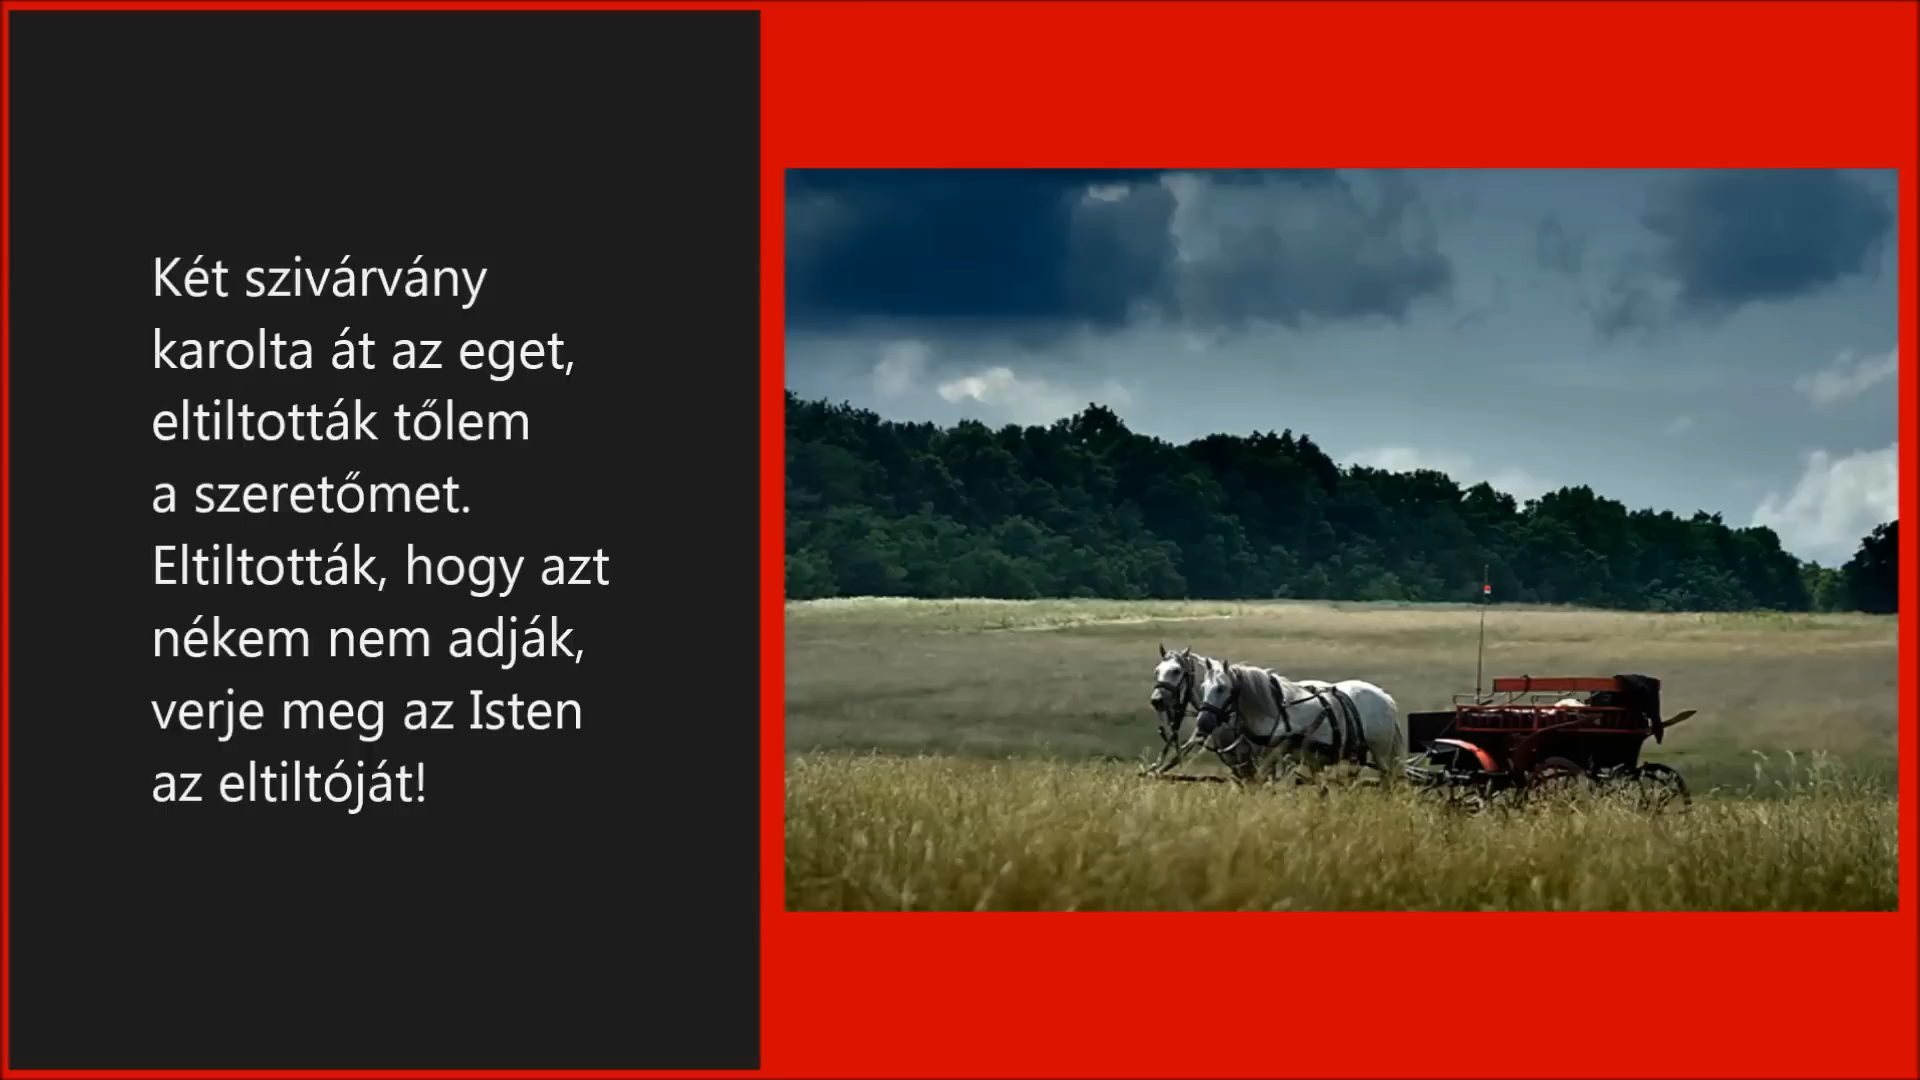 Két szivárvány
karolta át az eget,
eltiltották tőlem
a szeretőmet.
Eltiltották, hogy azt
nékem nem adják,
verje meg az Isten
az eltiltóját!